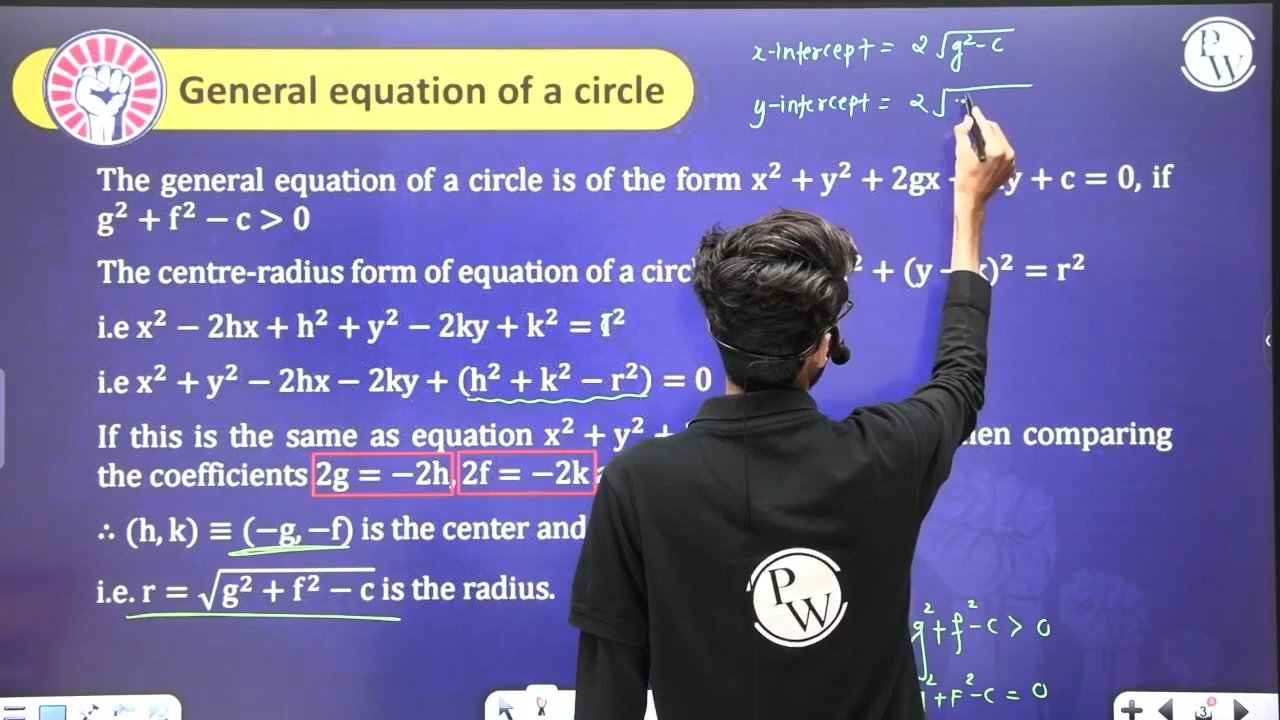 x-intercept = 2 √g²-c
y-intercept = 2 √
P W
General equation of a circle
The general equation of a circle is of the form x² + y² + 2gx y + c = 0, if
g² + f² − c > 0
The centre-radius form of equation of a circ ² + (y − k)² = r²
i.e x² − 2hx + h² + y² − 2ky + k² = r²
i.e x² + y² − 2hx − 2ky + (h² + k² − r²) = 0
If this is the same as equation x² + y² + comparing
the coefficients 2g = −2h, 2f = −2k
∴ (h, k) ≡ (−g, −f) is the center and
i.e. r = √g² + f² − c is the radius.
P W
g²+f²-c > 0
+f²-c = 0
3